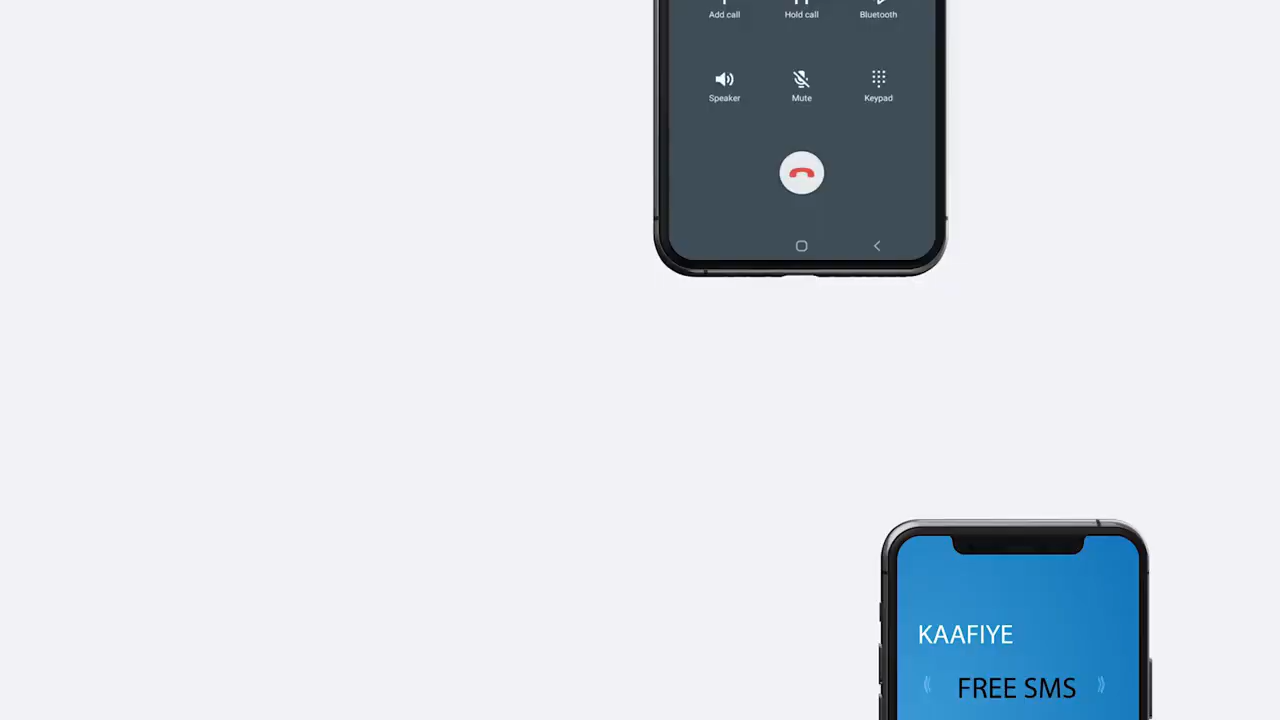 Add call Hold call Bluetooth
Speaker Mute Keypad
KAAFIYE
FREE SMS